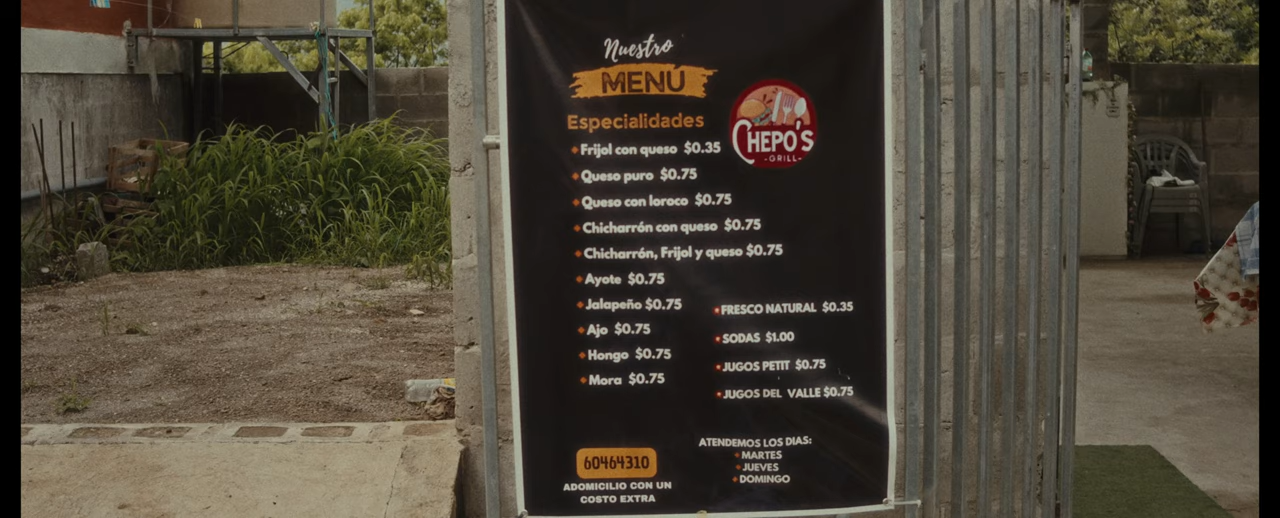 Nuestro
MENÚ
CHEPO'S
-GRILL-
Especialidades
Frijol con queso $0.35
Queso puro $0.75
Queso con loroco $0.75
Chicharrón con queso $0.75
Chicharrón, Frijol y queso $0.75
Ayote $0.75
Jalapeño $0.75
Ajo $0.75
Hongo $0.75
Mora $0.75
FRESCO NATURAL $0.35
SODAS $1.00
JUGOS PETIT $0.75
JUGOS DEL VALLE $0.75
60464310
ADOMICILIO CON UN
COSTO EXTRA
ATENDEMOS LOS DIAS:
MARTES
JUEVES
DOMINGO